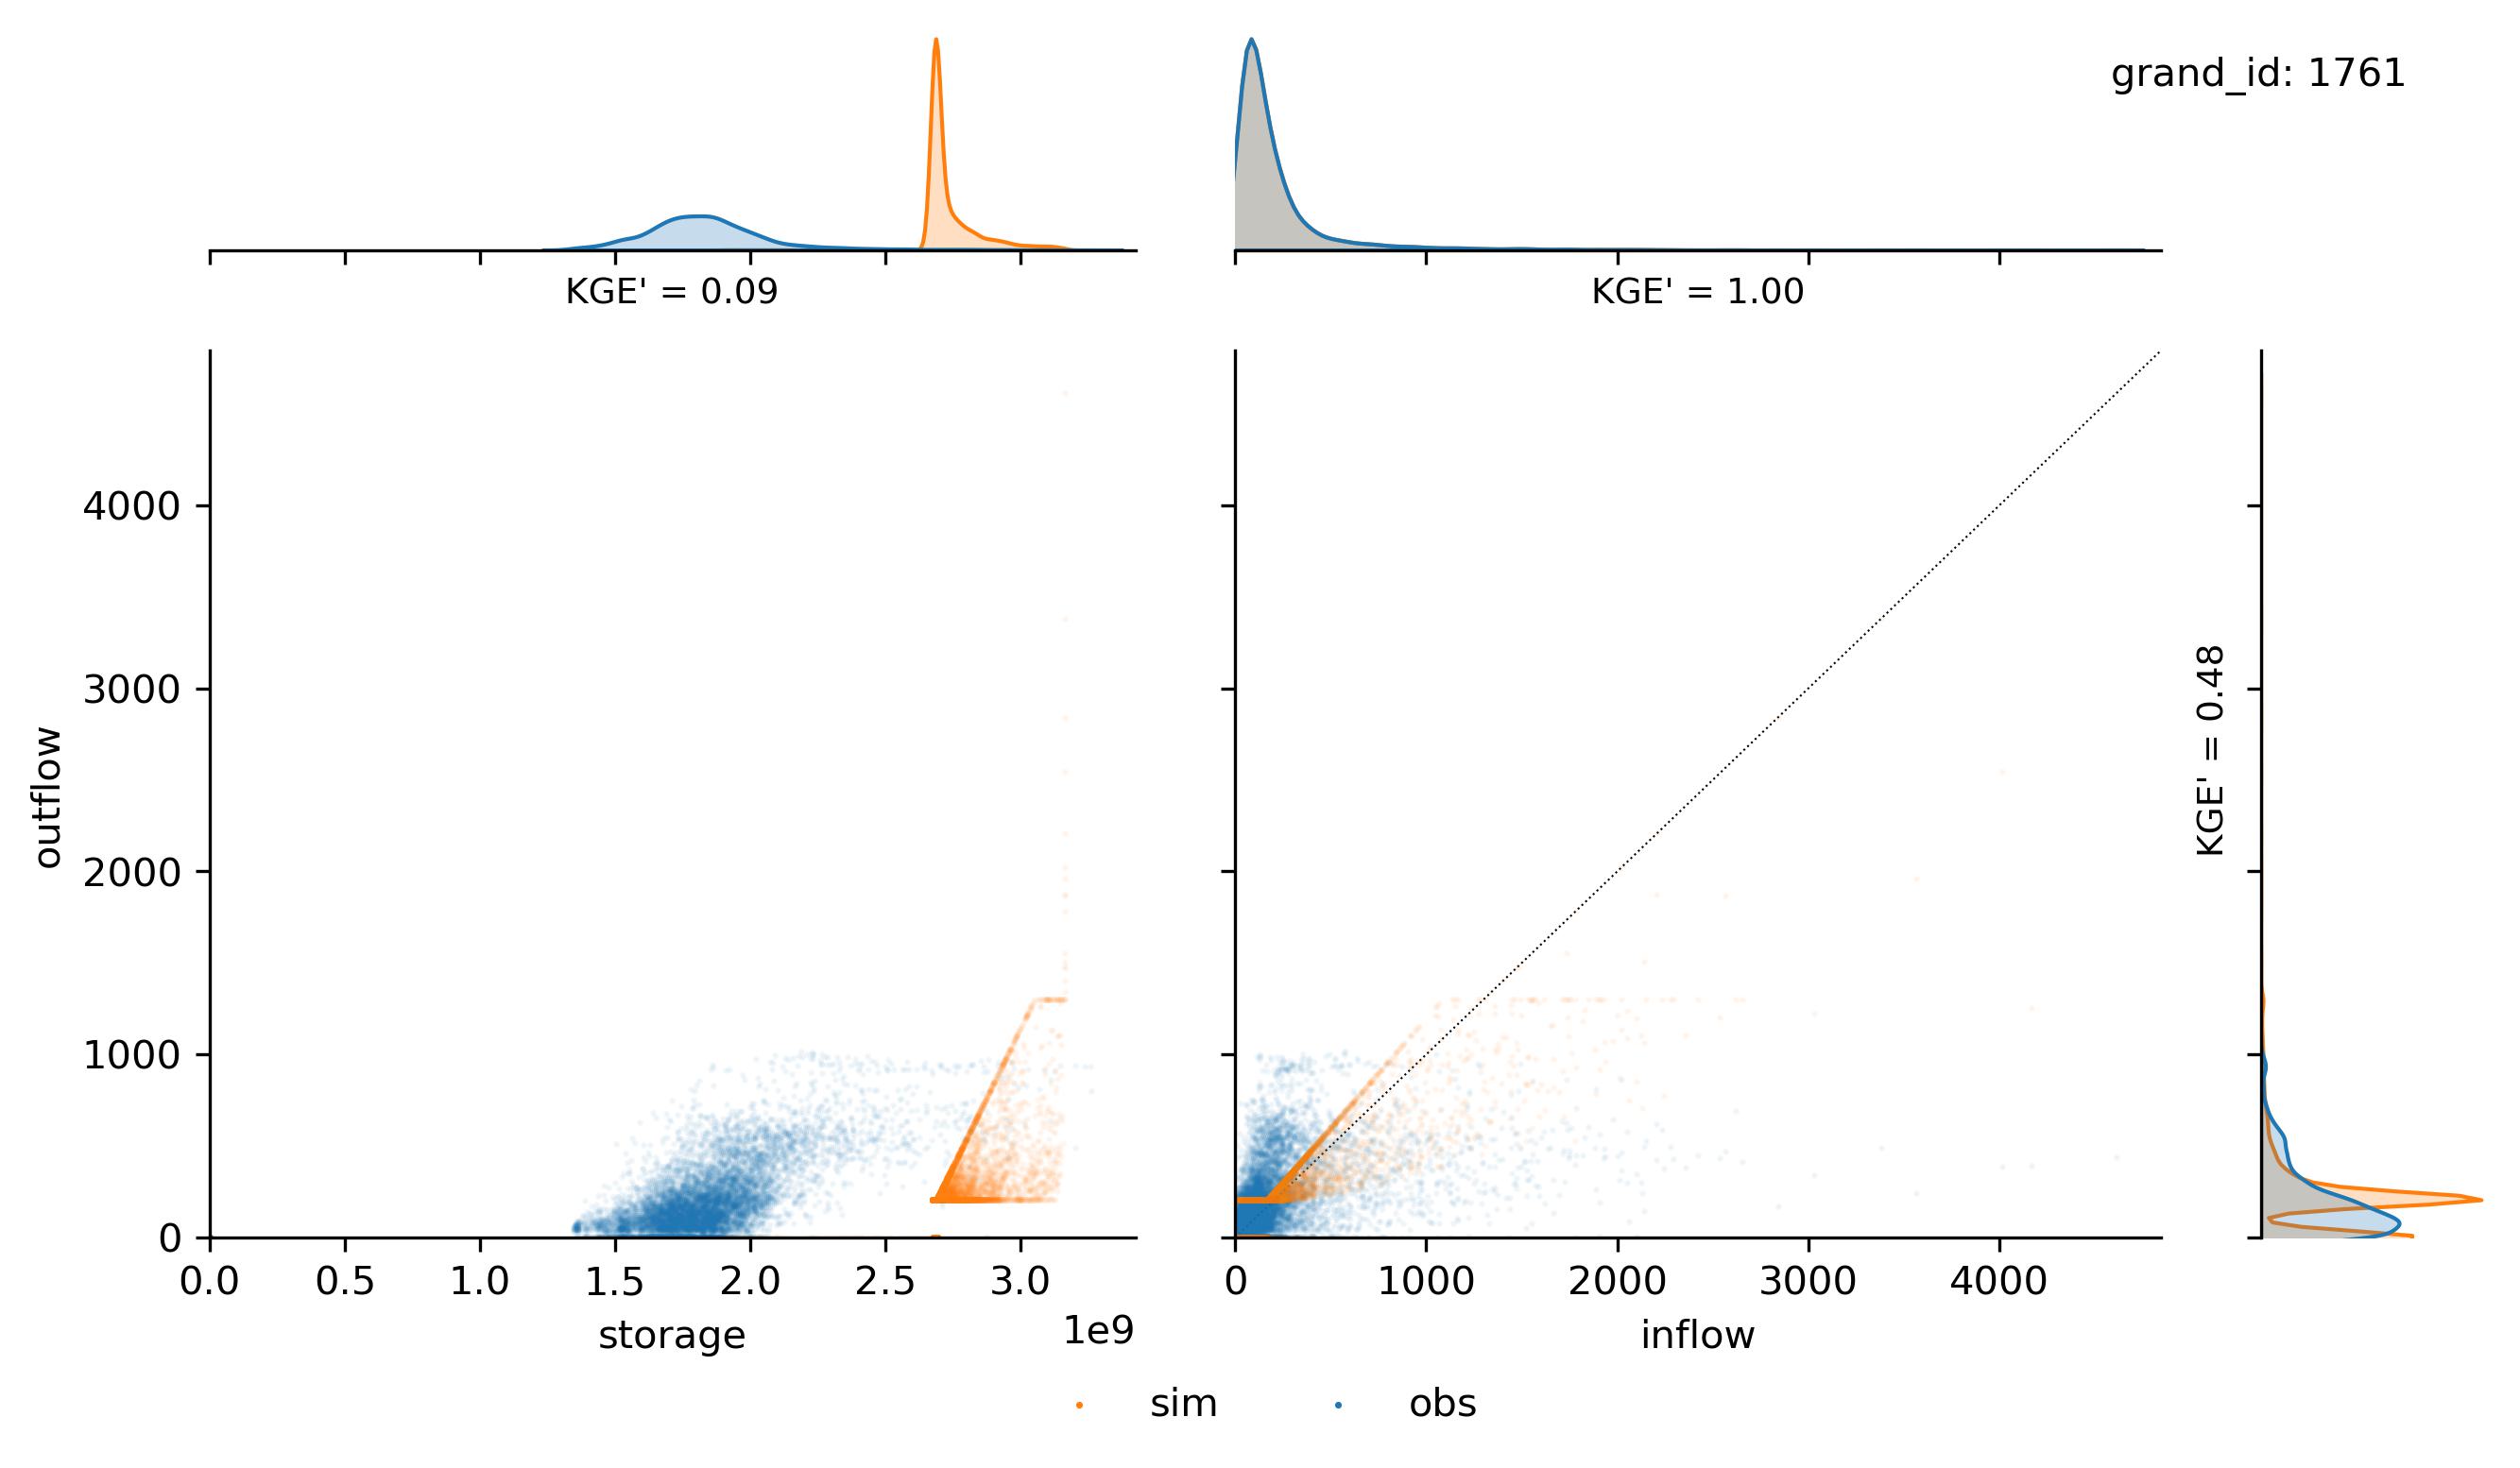 grand_id: 1761
KGE' = 0.09
KGE' = 1.00
outflow
4000
3000
2000
1000
0
KGE' = 0.48
0.0 0.5 1.0 1.5 2.0 2.5 3.0
1e9
storage
0 1000 2000 3000 4000
inflow
sim obs